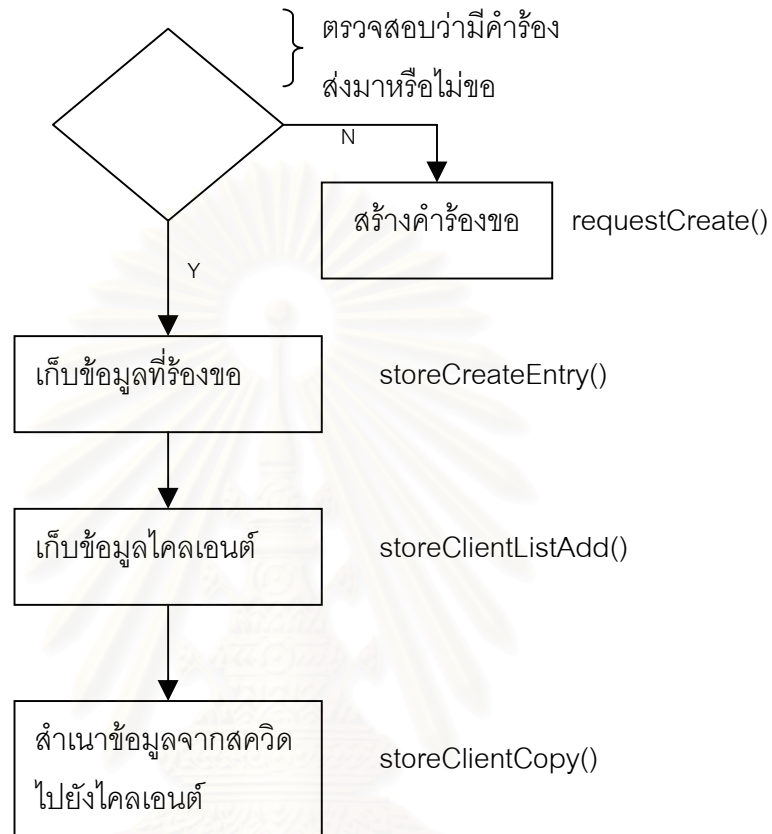 ตรวจสอบว่ามีคำร้อง
ส่งมาหรือไม่ขอ
N
สร้างคำร้องขอ requestCreate()
Y
เก็บข้อมูลที่ร้องขอ storeCreateEntry()
เก็บข้อมูลไคลเอนต์ storeClientListAdd()
สำเนาข้อมูลจากสควิด
ไปยังไคลเอนต์ storeClientCopy()